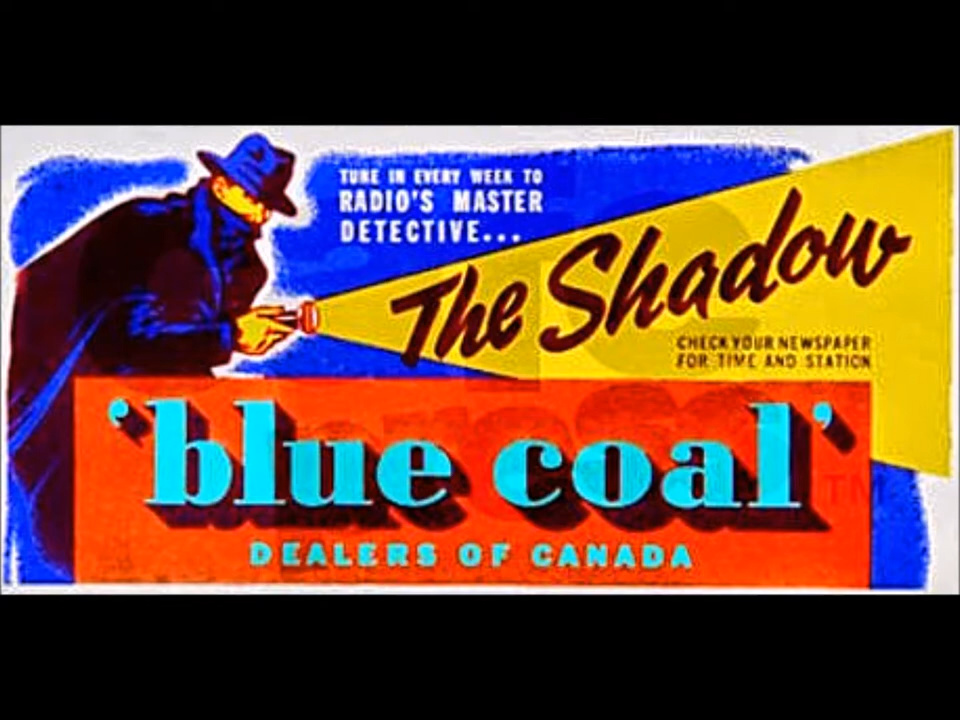 TUNE IN EVERY WEEK TO
RADIO'S MASTER
DETECTIVE...
The Shadow
CHECK YOUR NEWSPAPER
FOR TIME AND STATION
'blue coal'
DEALERS OF CANADA
TM